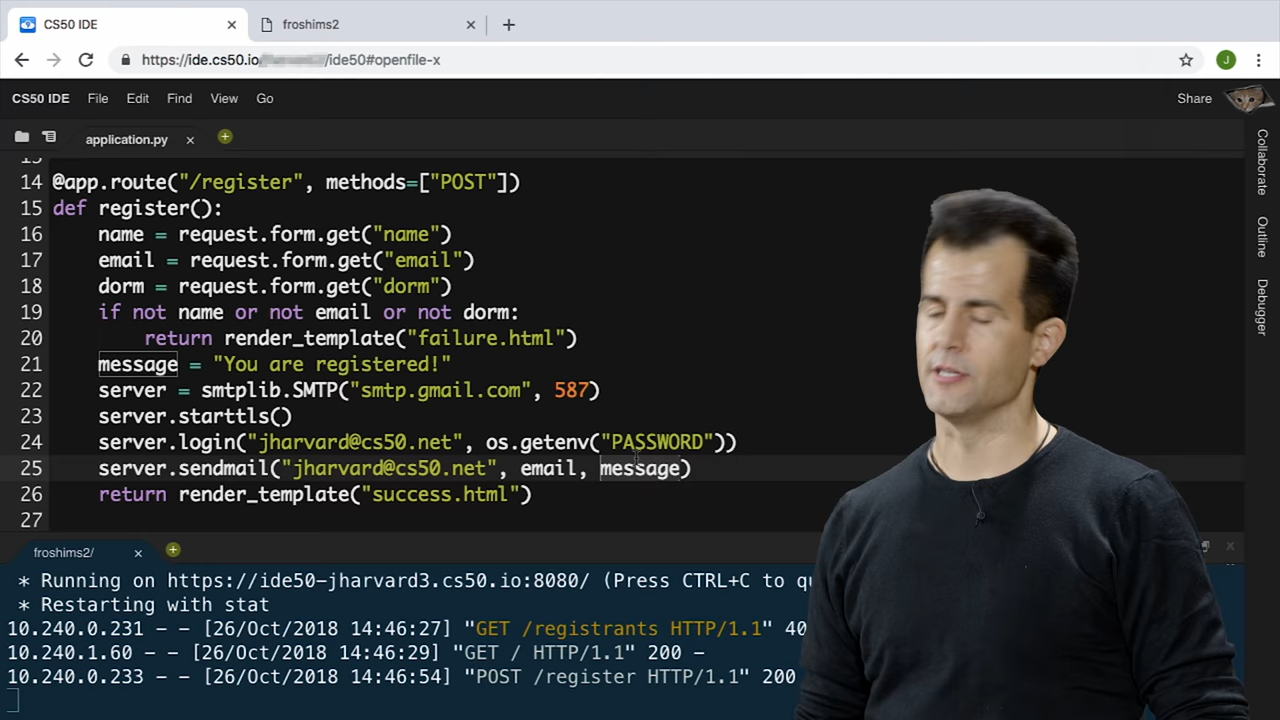 CS50 IDE
froshims2
https://ide.cs50.io/ide50#openfile-x
J
CS50 IDE File Edit Find View Go Share
application.py
Collaborate
Outline
Debugger
14 @app.route("/register", methods=["POST"])
15 def register():
16 name = request.form.get("name")
17 email = request.form.get("email")
18 dorm = request.form.get("dorm")
19 if not name or not email or not dorm:
20 return render_template("failure.html")
21 message = "You are registered!"
22 server = smtplib.SMTP("smtp.gmail.com", 587)
23 server.starttls()
24 server.login("jharvard@cs50.net", os.getenv("PASSWORD"))
25 server.sendmail("jharvard@cs50.net", email, message)
26 return render_template("success.html")
27
froshims2/
* Running on https://ide50-jharvard3.cs50.io:8080/ (Press CTRL+C to
* Restarting with stat
10.240.0.231 - - [26/Oct/2018 14:46:27] "GET /registrants HTTP/1.1" 40
10.240.1.60 - - [26/Oct/2018 14:46:29] "GET / HTTP/1.1" 200 -
10.240.0.233 - - [26/Oct/2018 14:46:54] "POST /register HTTP/1.1" 200